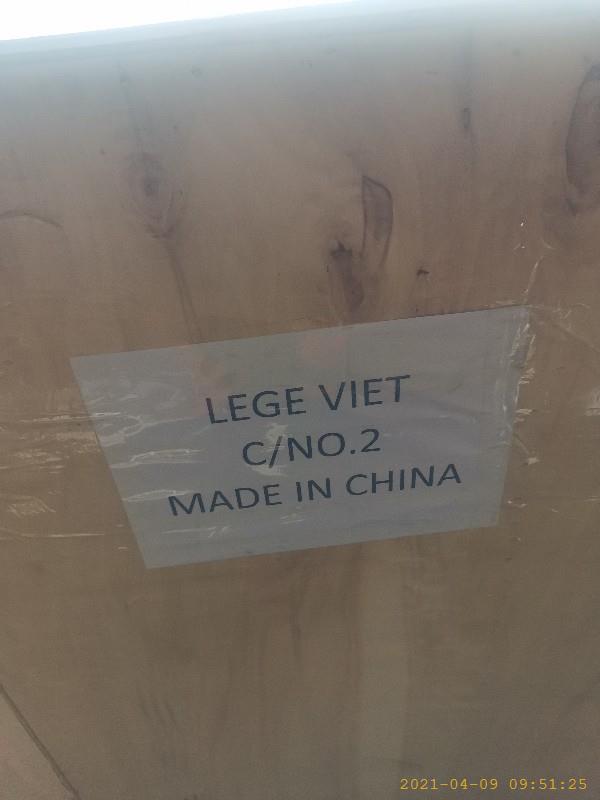 LEGE VIET
C/NO.2
MADE IN CHINA
2021-04-09 09:51:25